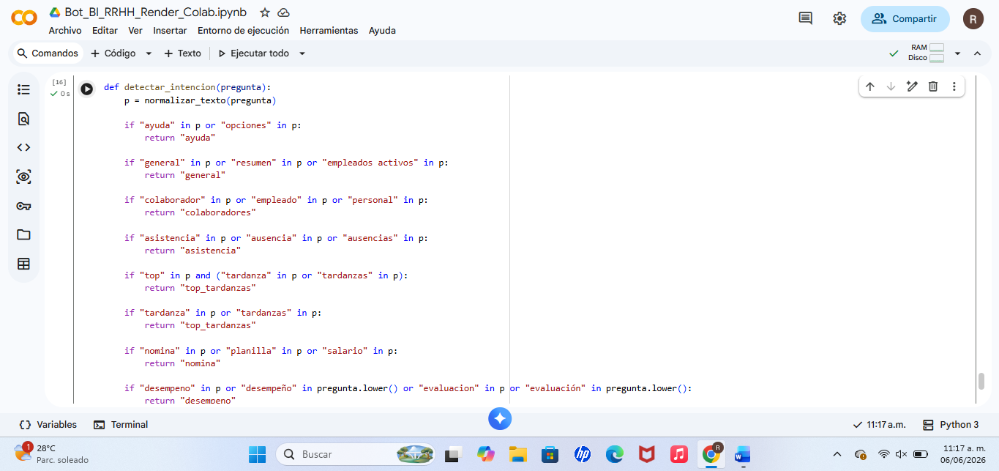 Bot_BI_RRHH_Render_Colab.ipynb
Archivo Editar Ver Insertar Entorno de ejecución Herramientas Ayuda
Compartir
R
Comandos + Código + Texto Ejecutar todo
RAM
Disco
[16]
0 s
def detectar_intencion(pregunta):
    p = normalizar_texto(pregunta)
    if "ayuda" in p or "opciones" in p:
        return "ayuda"
    if "general" in p or "resumen" in p or "empleados activos" in p:
        return "general"
    if "colaborador" in p or "empleado" in p or "personal" in p:
        return "colaboradores"
    if "asistencia" in p or "ausencia" in p or "ausencias" in p:
        return "asistencia"
    if "top" in p and ("tardanza" in p or "tardanzas" in p):
        return "top_tardanzas"
    if "tardanza" in p or "tardanzas" in p:
        return "top_tardanzas"
    if "nomina" in p or "planilla" in p or "salario" in p:
        return "nomina"
    if "desempeno" in p or "desempeño" in pregunta.lower() or "evaluacion" in p or "evaluación" in pregunta.lower():
        return "desempeno"
{} Variables Terminal
11:17 a.m. Python 3
1
28°C
Parc. soleado
Buscar
hp
R
W
11:17 a. m.
06/06/2026